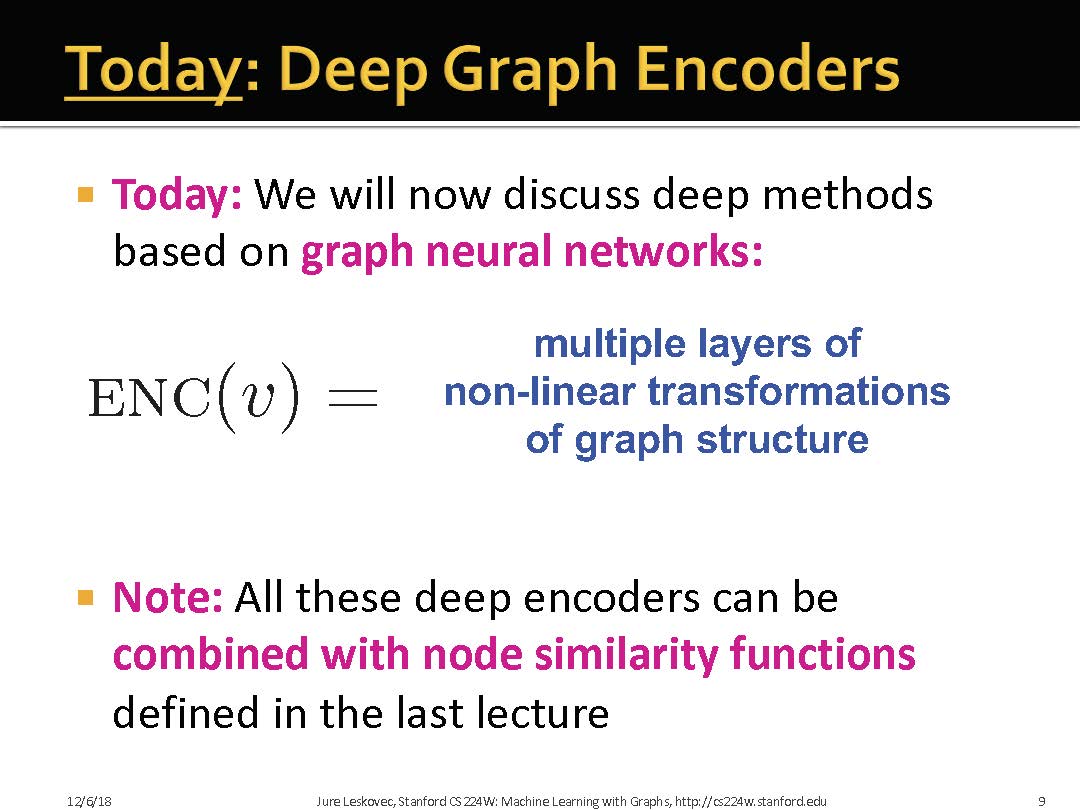 Today: Deep Graph Encoders
▪ Today: We will now discuss deep methods
based on graph neural networks:
ENC(v) =
multiple layers of
non-linear transformations
of graph structure
▪ Note: All these deep encoders can be
combined with node similarity functions
defined in the last lecture
12/6/18
Jure Leskovec, Stanford CS224W: Machine Learning with Graphs, http://cs224w.stanford.edu
9